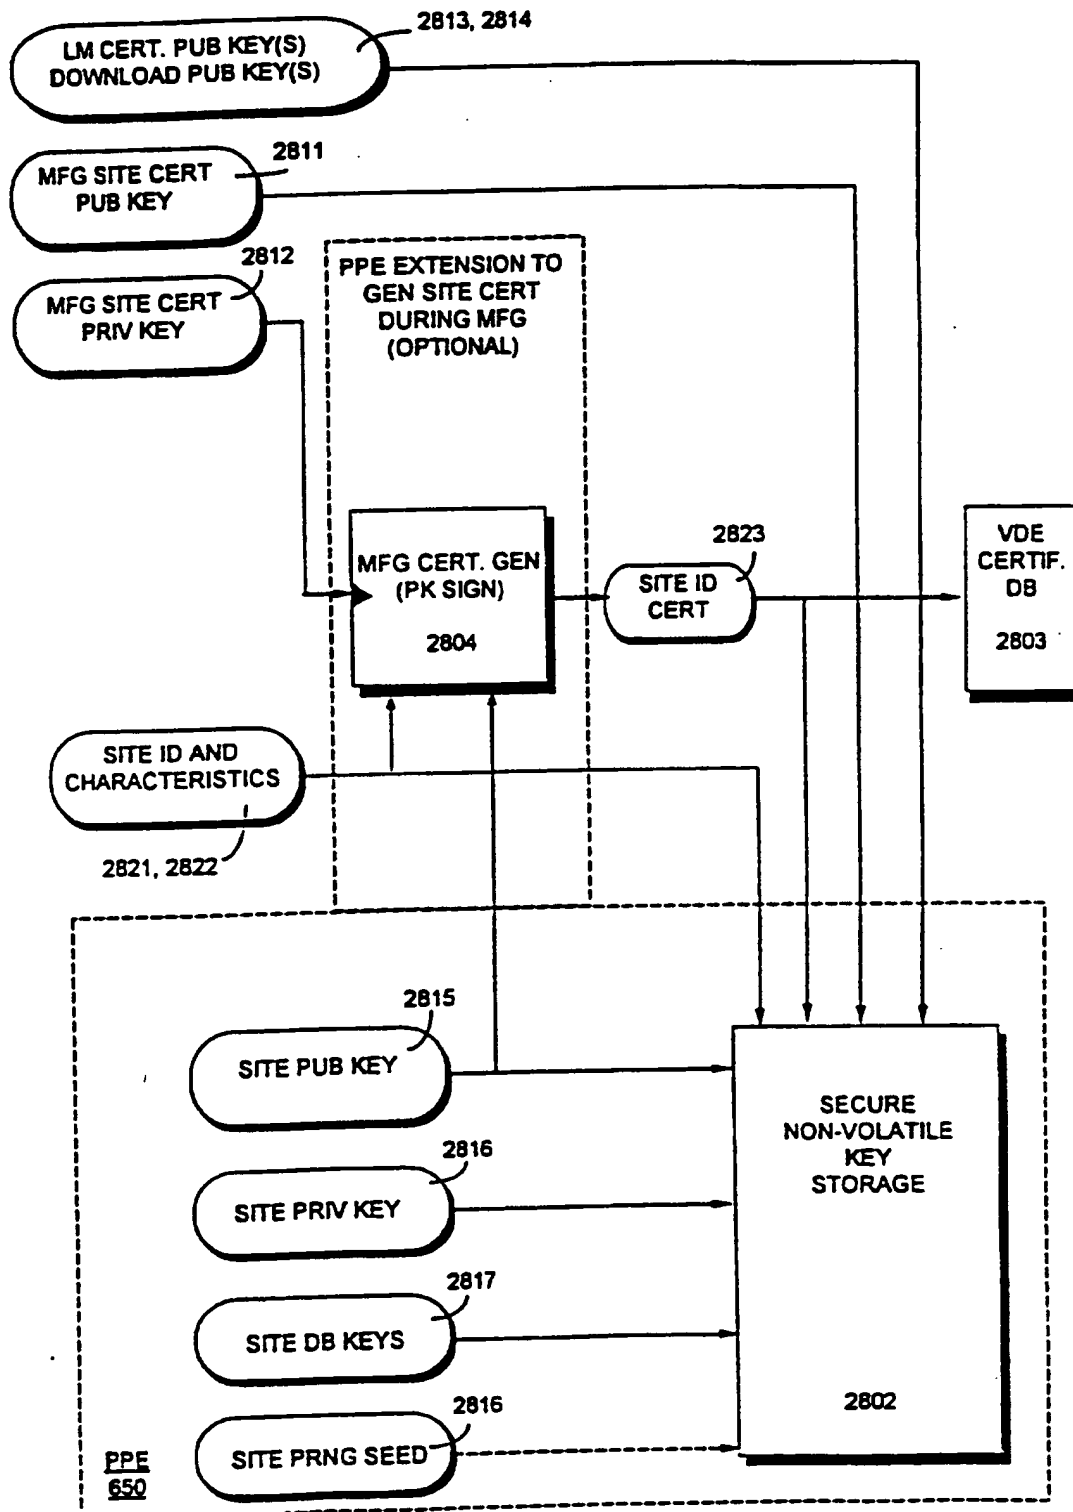 2813, 2814
LM CERT. PUB KEY(S)
DOWNLOAD PUB KEY(S)
2811
MFG SITE CERT
PUB KEY
2812
MFG SITE CERT
PRIV KEY
PPE EXTENSION TO
GEN SITE CERT
DURING MFG
(OPTIONAL)
MFG CERT. GEN
(PK SIGN)
2804
2823
SITE ID
CERT
VDE
CERTIF.
DB
2803
SITE ID AND
CHARACTERISTICS
2821, 2822
2815
SITE PUB KEY
2816
SITE PRIV KEY
2817
SITE DB KEYS
2816
SITE PRNG SEED
SECURE
NON-VOLATILE
KEY
STORAGE
2802
PPE
650